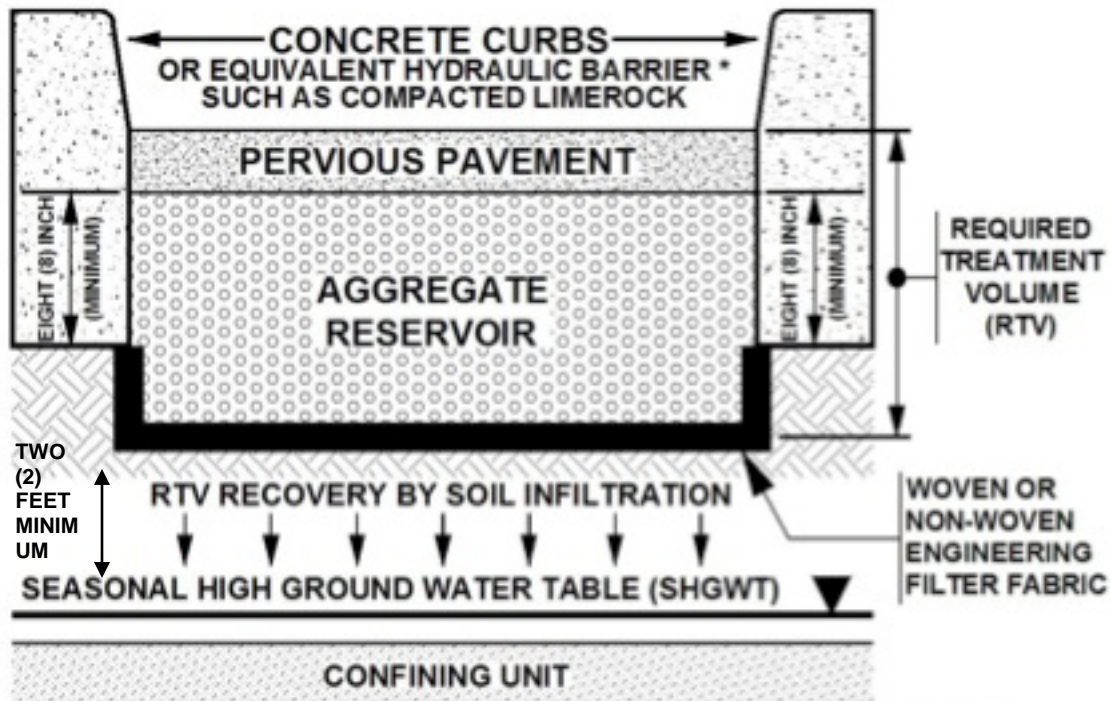 CONCRETE CURBS
OR EQUIVALENT HYDRAULIC BARRIER *
SUCH AS COMPACTED LIMEROCK
PERVIOUS PAVEMENT
EIGHT (8) INCH
(MINIMUM)
AGGREGATE
RESERVOIR
EIGHT (8) INCH
(MINIMUM)
REQUIRED
TREATMENT
VOLUME
(RTV)
TWO
(2)
FEET
MINIM
UM
RTV RECOVERY BY SOIL INFILTRATION
WOVEN OR
NON-WOVEN
ENGINEERING
FILTER FABRIC
SEASONAL HIGH GROUND WATER TABLE (SHGWT)
CONFINING UNIT